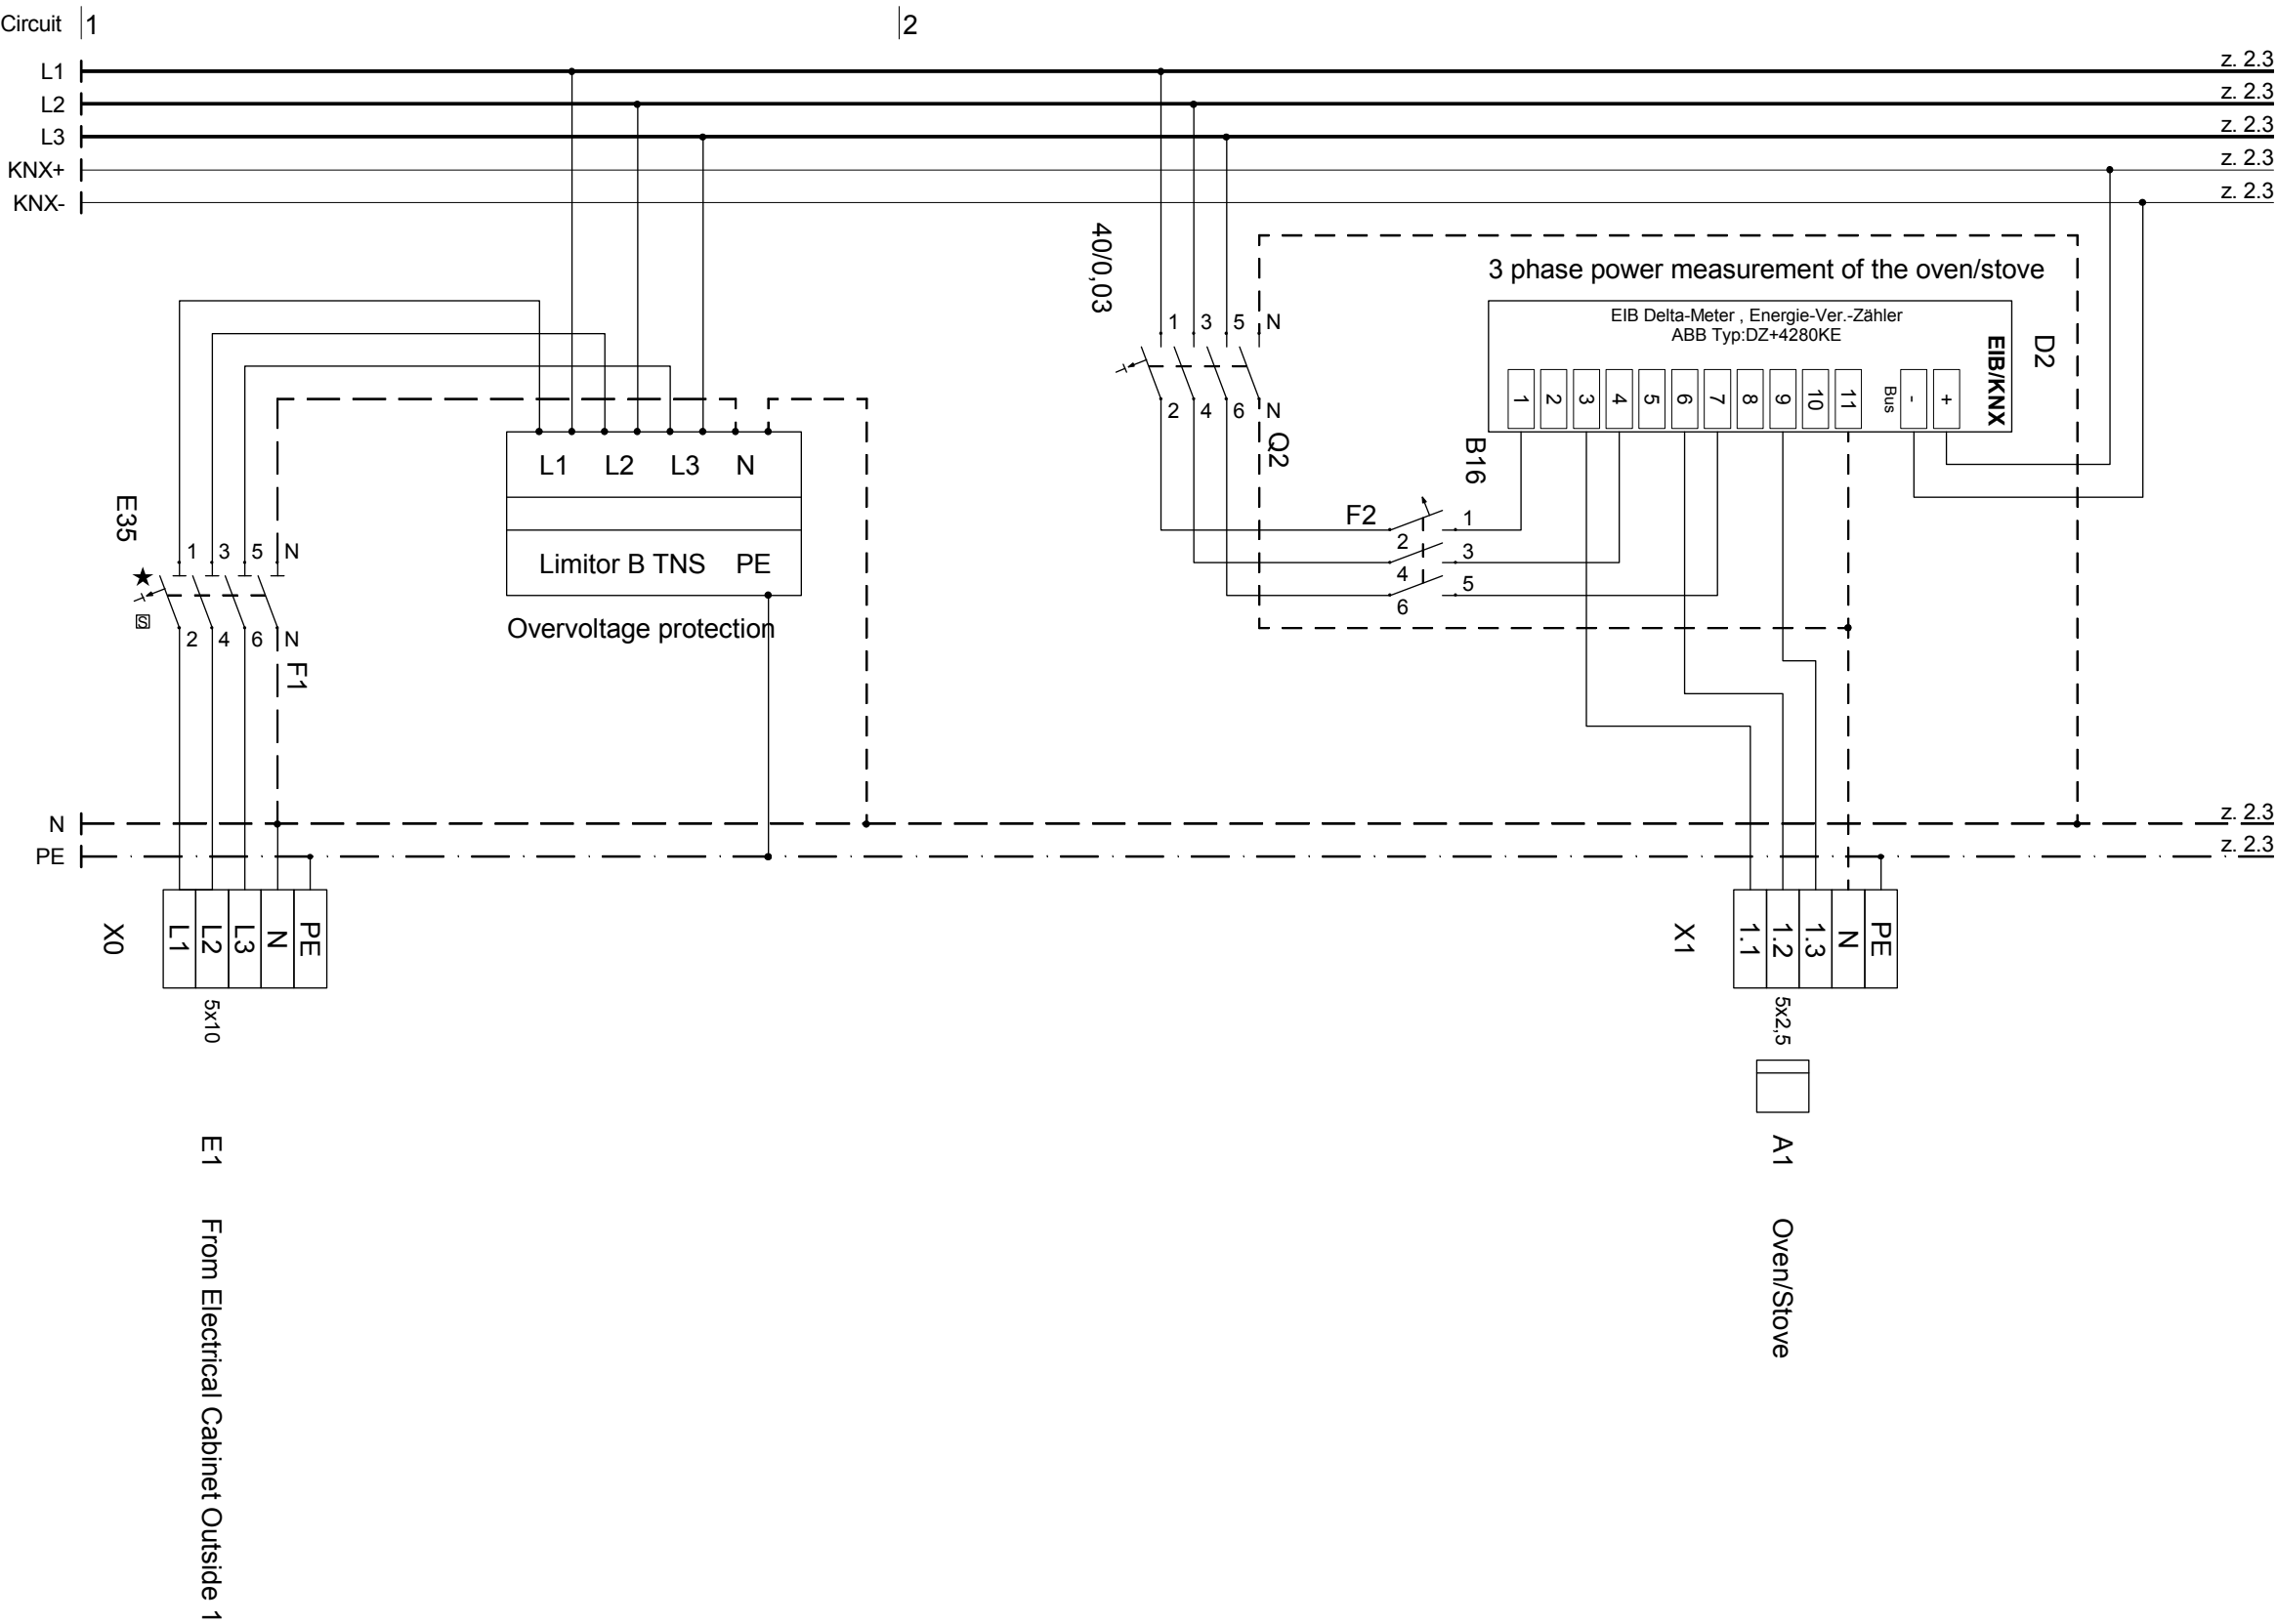 Circuit 1 2
L1 z. 2.3
L2 z. 2.3
L3 z. 2.3
KNX+ z. 2.3
KNX- z. 2.3
40/0,03
3 phase power measurement of the oven/stove
EIB Delta-Meter , Energie-Ver.-Zähler
ABB Typ:DZ+4280KE
EIB/KNX
D2
1 2 3 4 5 6 7 8 9 10 11 Bus - +
1 3 5 N
2 4 6 N
Q2
B16
F2
1
2
3
4
5
6
L1 L2 L3 N
Limitor B TNS PE
Overvoltage protection
E35
1 3 5 N
S
2 4 6 N
F1
N z. 2.3
PE z. 2.3
X0
L1 L2 L3 N PE
5x10
E1
From Electrical Cabinet Outside 1
X1
1.1 1.2 1.3 N PE
5x2,5
A1
Oven/Stove